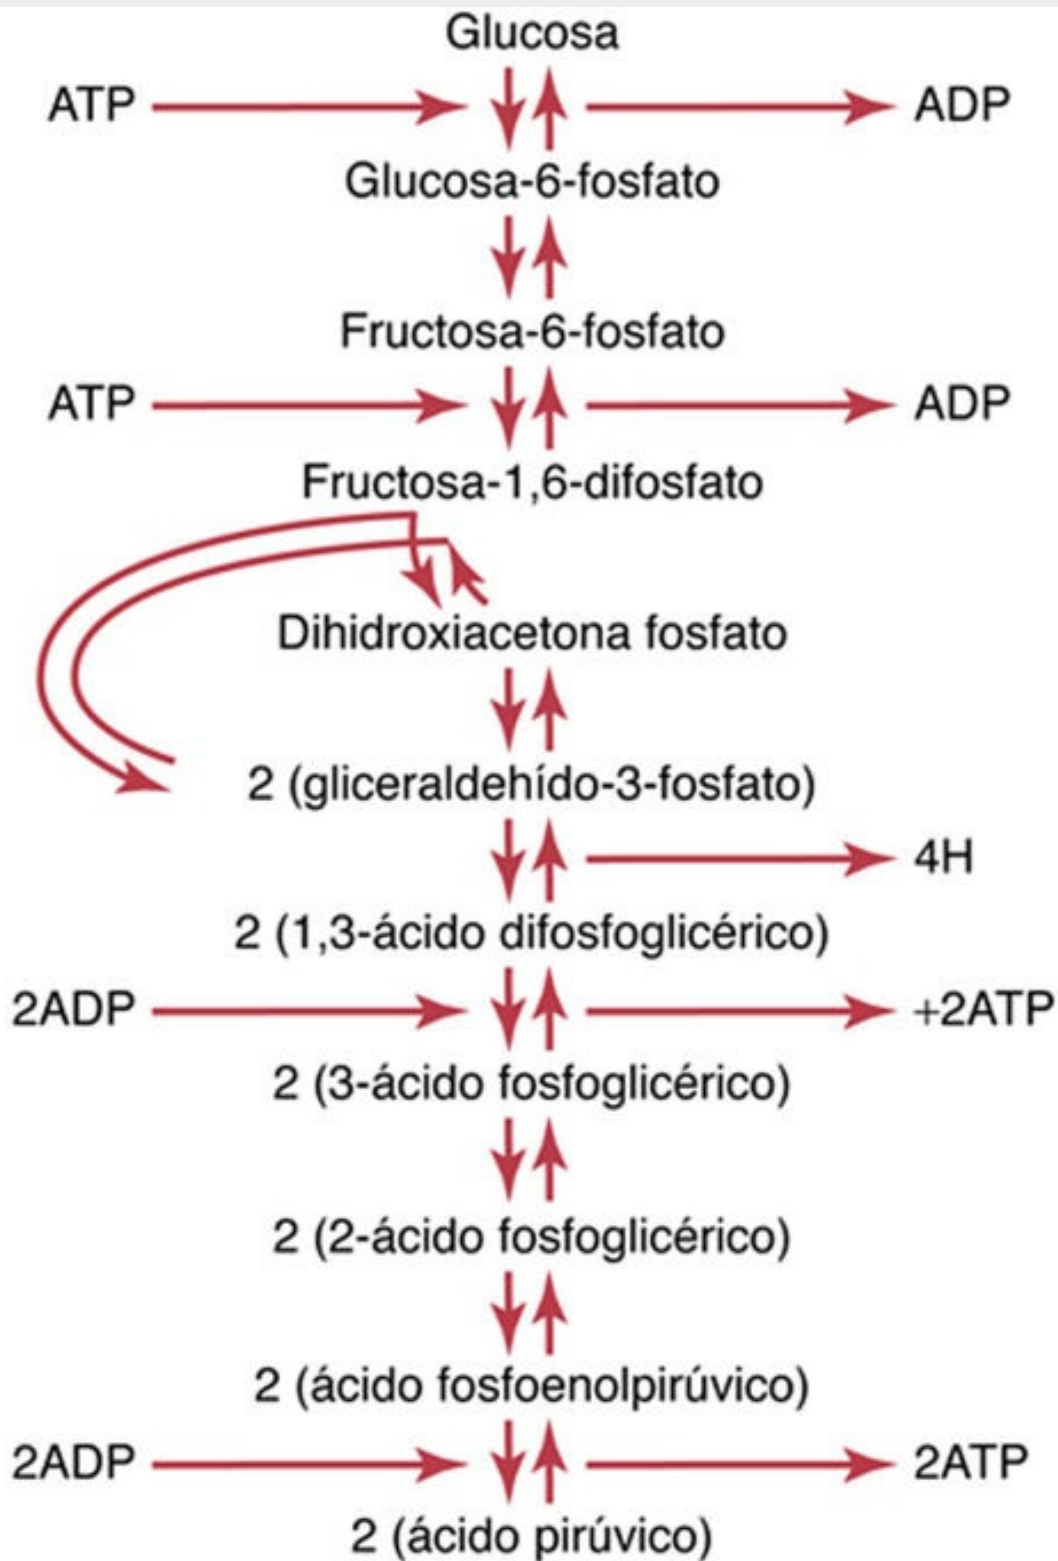 Glucosa
ATP ADP
Glucosa-6-fosfato
Fructosa-6-fosfato
ATP ADP
Fructosa-1,6-difosfato
Dihidroxiacetona fosfato
2 (gliceraldehído-3-fosfato)
4H
2 (1,3-ácido difosfoglicérico)
2ADP +2ATP
2 (3-ácido fosfoglicérico)
2 (2-ácido fosfoglicérico)
2 (ácido fosfoenolpirúvico)
2ADP 2ATP
2 (ácido pirúvico)